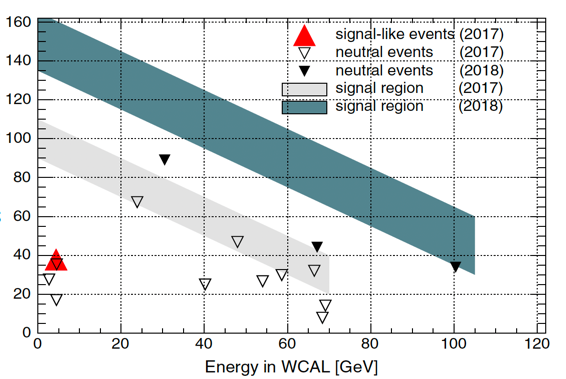 160
140
120
100
80
60
40
20
0
signal-like events (2017)
neutral events (2017)
neutral events (2018)
signal region (2017)
signal region (2018)
0 20 40 60 80 100 120
Energy in WCAL [GeV]